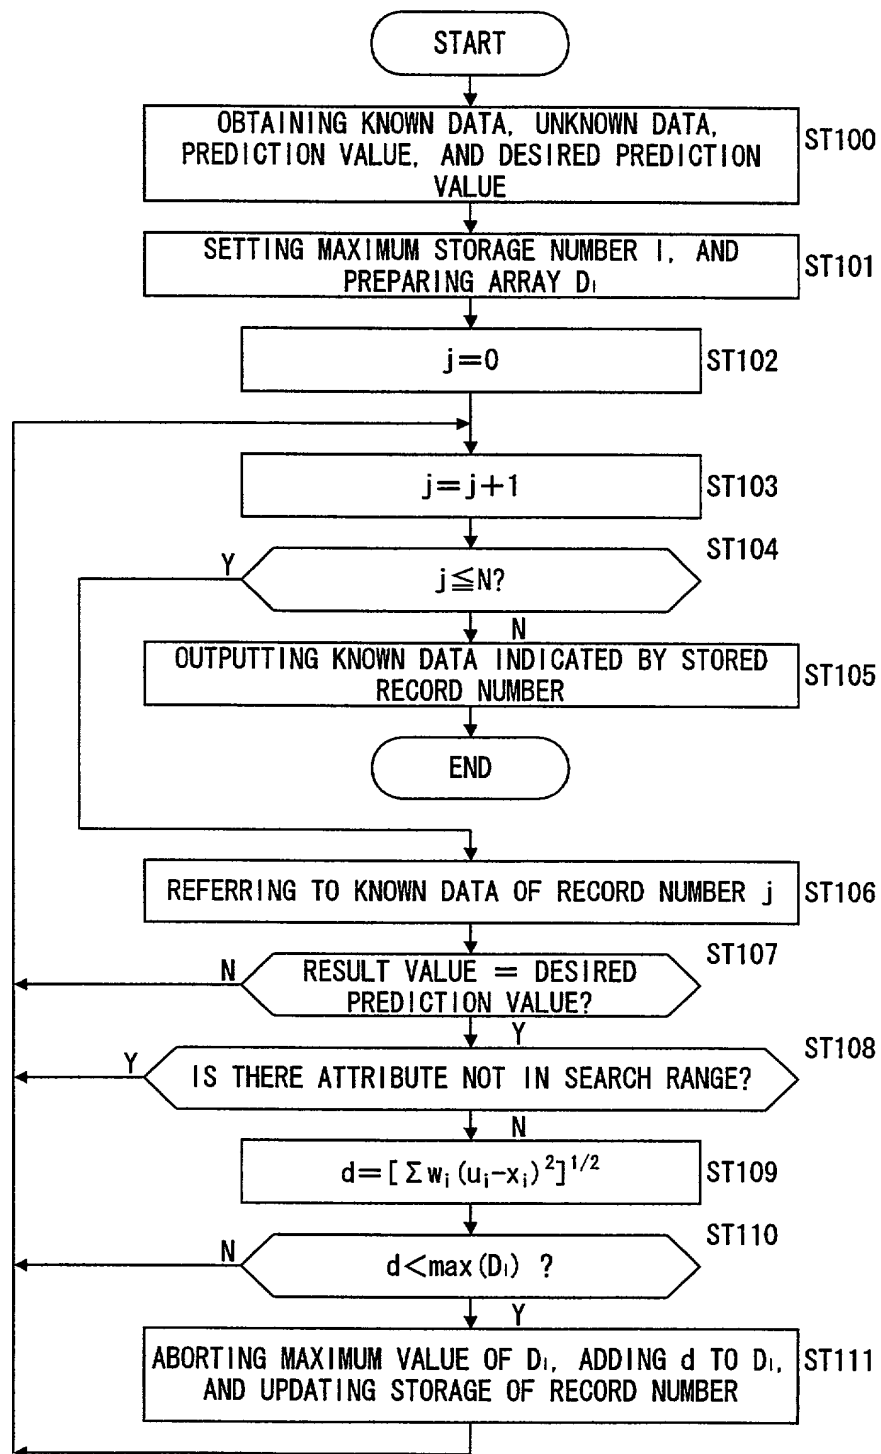 START
OBTAINING KNOWN DATA, UNKNOWN DATA,
PREDICTION VALUE, AND DESIRED PREDICTION
VALUE
ST100
SETTING MAXIMUM STORAGE NUMBER I, AND
PREPARING ARRAY Dı
ST101
j=0
ST102
j=j+1
ST103
ST104
Y
j≦N?
N
OUTPUTTING KNOWN DATA INDICATED BY STORED
RECORD NUMBER
ST105
END
REFERRING TO KNOWN DATA OF RECORD NUMBER j
ST106
ST107
N
RESULT VALUE = DESIRED
PREDICTION VALUE?
Y
ST108
Y
IS THERE ATTRIBUTE NOT IN SEARCH RANGE?
N
d=[Σwᵢ(uᵢ-xᵢ)²]¹/²
ST109
ST110
N
d<max(Dı) ?
Y
ABORTING MAXIMUM VALUE OF Dı, ADDING d TO Dı,
AND UPDATING STORAGE OF RECORD NUMBER
ST111